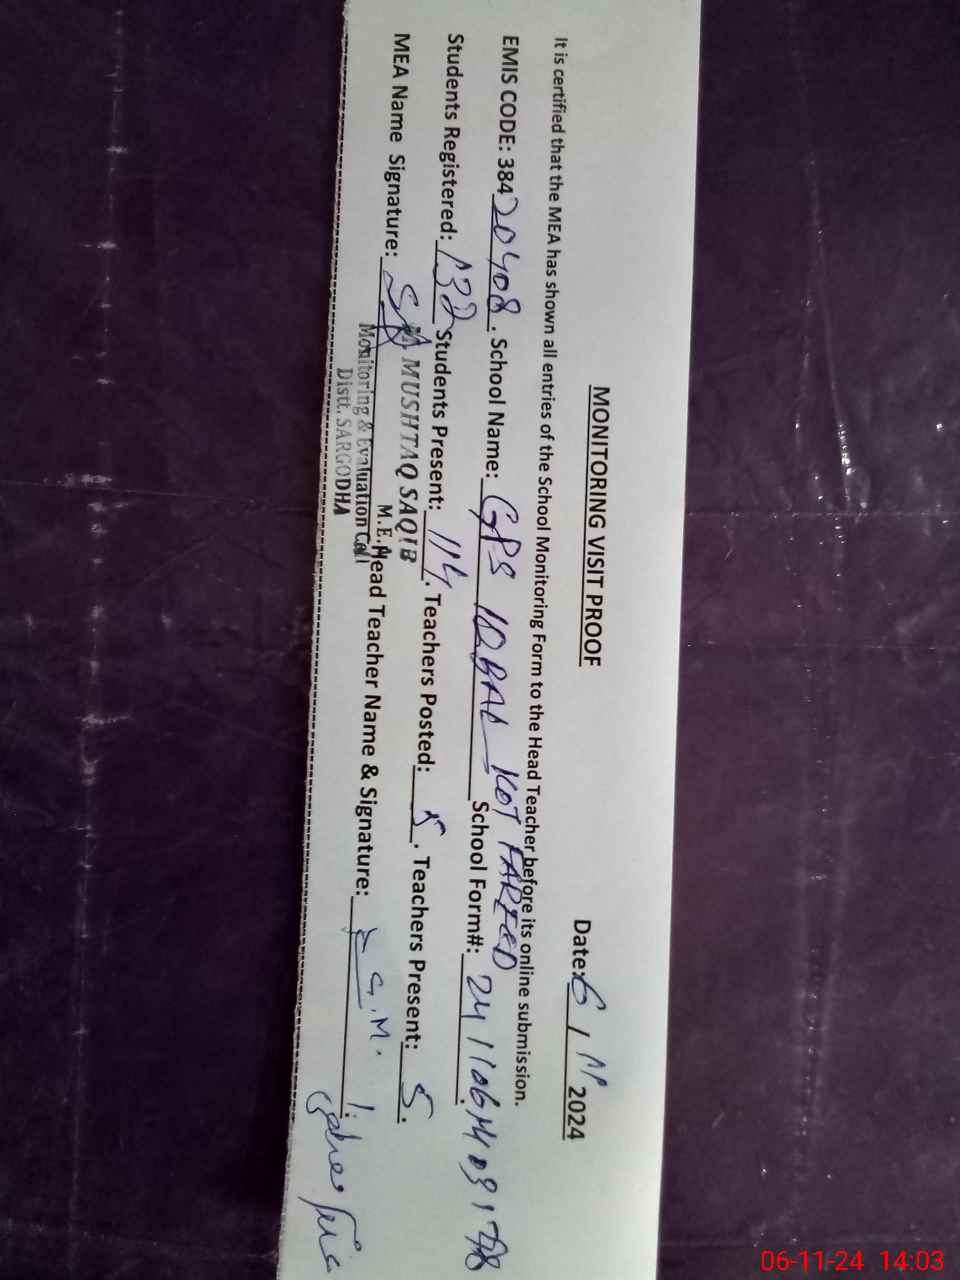 MONITORING VISIT PROOF
Date: 6 / 11 2024
It is certified that the MEA has shown all entries of the School Monitoring Form to the Head Teacher before its online submission.
EMIS CODE: 38420408. School Name: GPS IQBAL KOT FAREED School Form#: 241106140
Students Registered: 132 Students Present: 114. Teachers Posted: 5. Teachers Present: 5.
MEA Name Signature: Head Teacher Name & Signature: G.M.
MUSHTAQ SAQIB
M.E.A
Monitoring & Evaluation Cell
Distt. SARGODHA
06-11-24 14:03